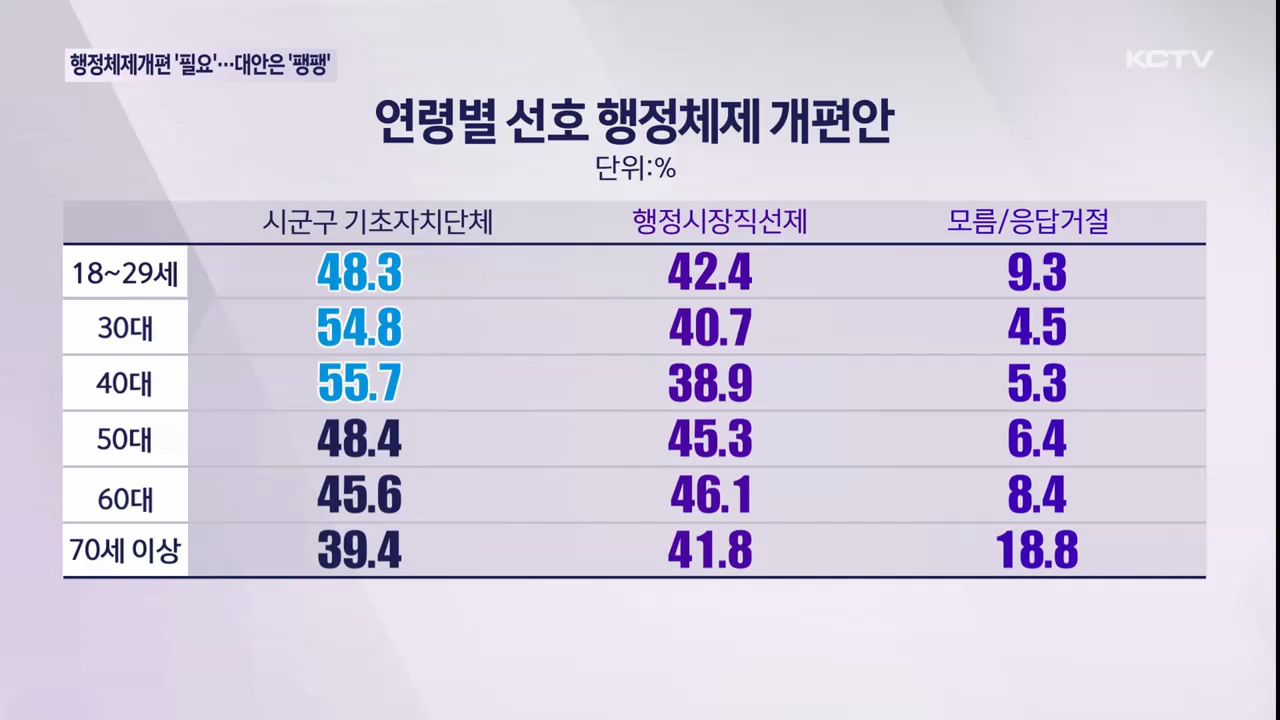 행정체제개편 '필요'…대안은 '팽팽'
KCTV
연령별 선호 행정체제 개편안
단위:%
시군구 기초자치단체 행정시장직선제 모름/응답거절
18~29세 48.3 42.4 9.3
30대 54.8 40.7 4.5
40대 55.7 38.9 5.3
50대 48.4 45.3 6.4
60대 45.6 46.1 8.4
70세 이상 39.4 41.8 18.8